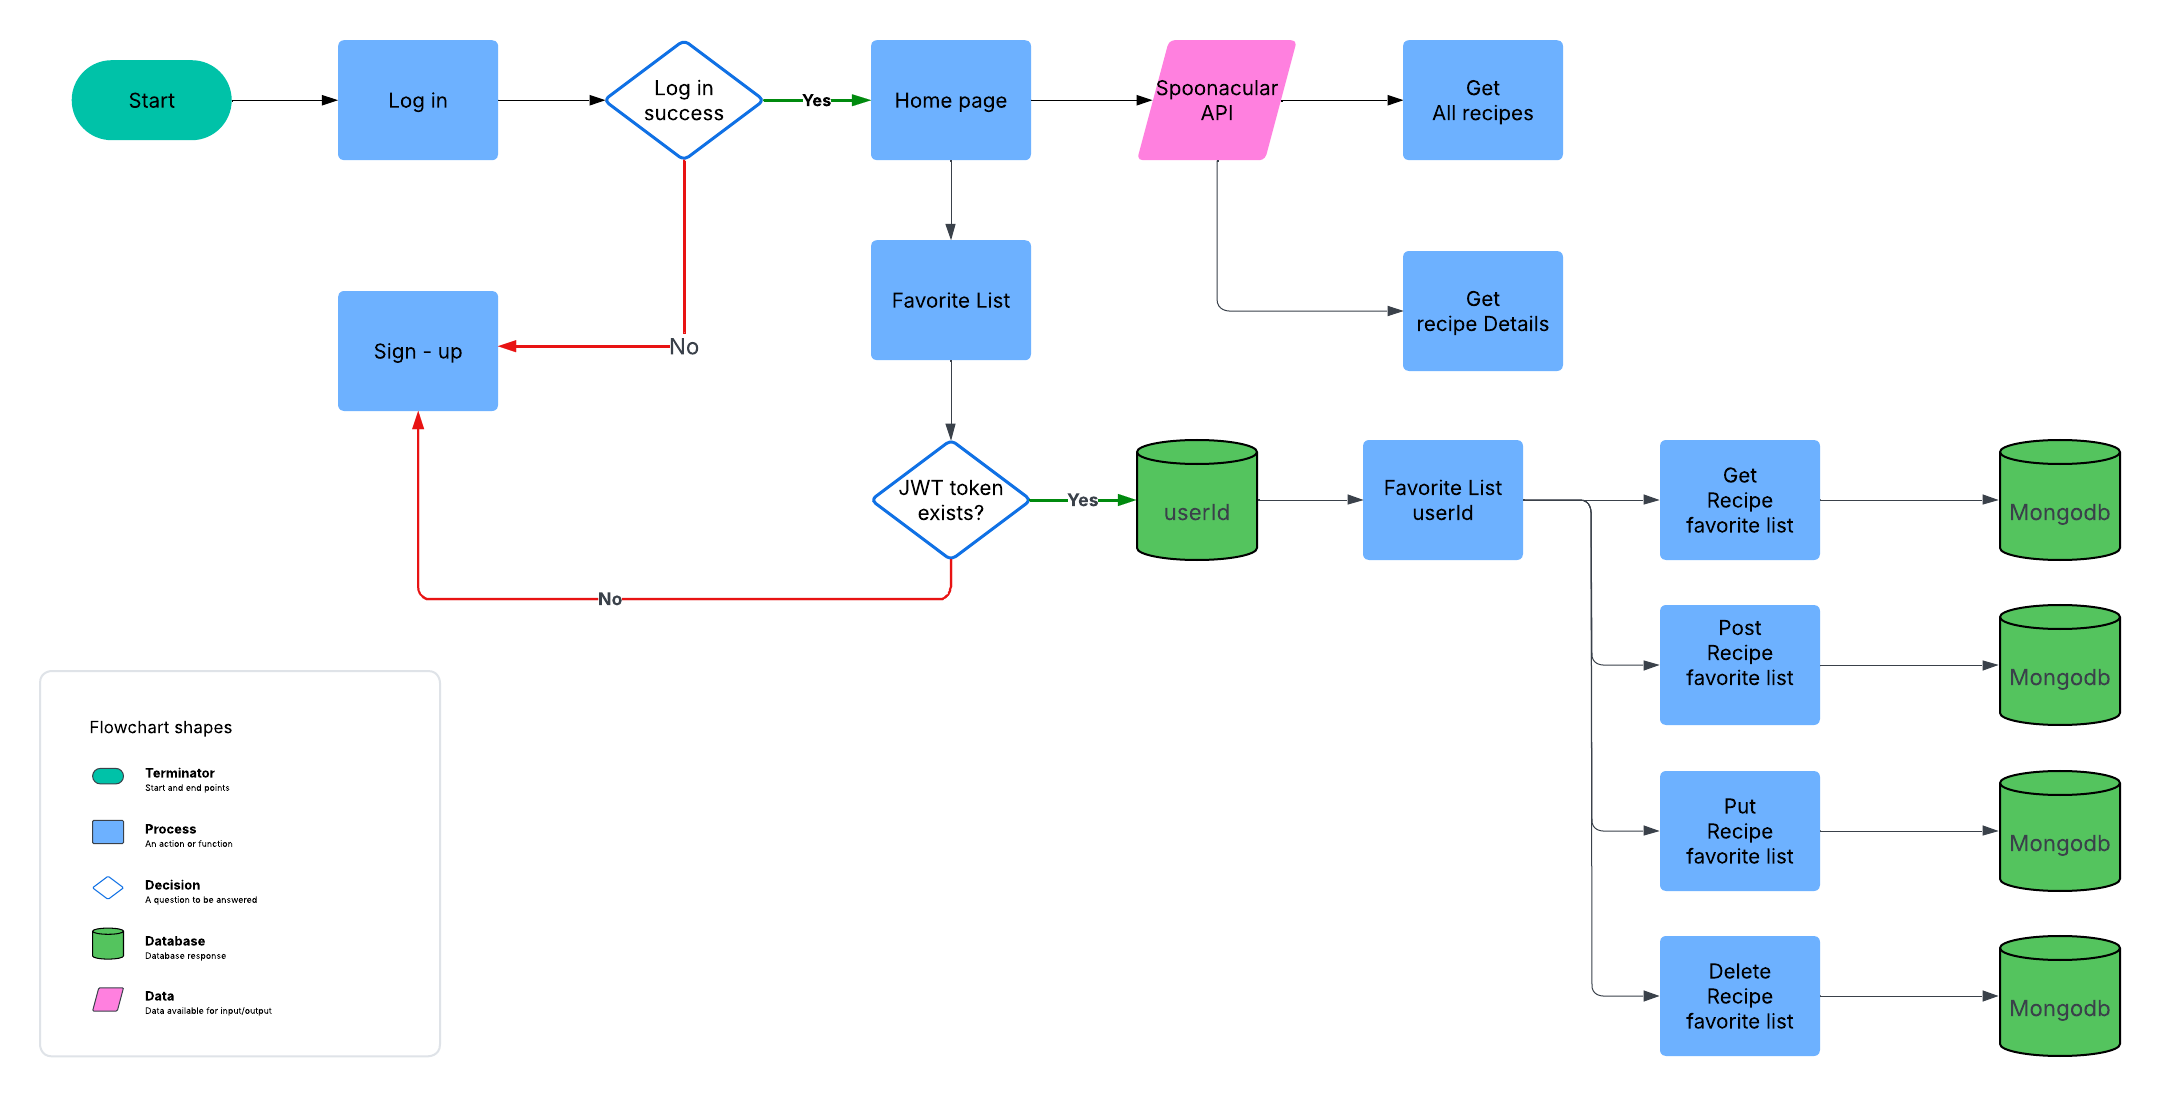 Start
Log in
Log in
success
Yes
Home page
Spoonacular
API
Get
All recipes
Favorite List
Get
recipe Details
Sign - up
No
JWT token
exists?
Yes
userId
Favorite List
userId
Get
Recipe
favorite list
Mongodb
No
Post
Recipe
favorite list
Mongodb
Put
Recipe
favorite list
Mongodb
Delete
Recipe
favorite list
Mongodb
Flowchart shapes
Terminator
Start and end points
Process
An action or function
Decision
A question to be answered
Database
Database response
Data
Data available for input/output